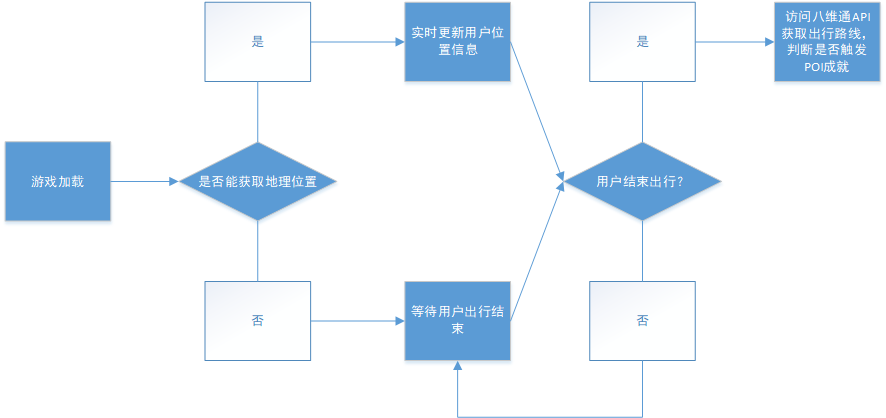 是
实时更新用户位
置信息
是
访问八维通API
获取出行路线，
判断是否触发
POI成就
游戏加载
是否能获取地理位置
用户结束出行？
否
等待用户出行结
束
否